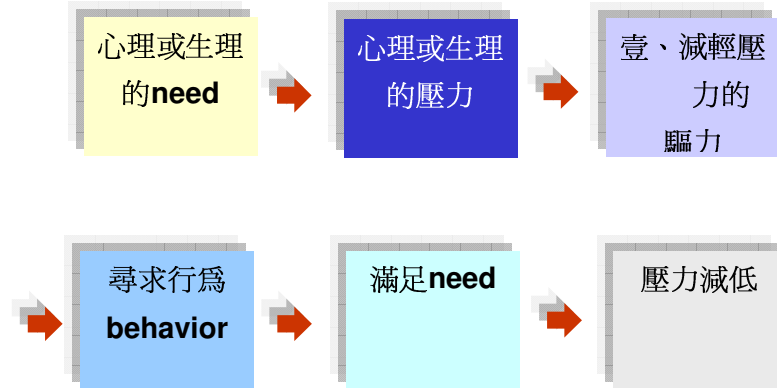 心理或生理
的need
心理或生理
的壓力
壹、減輕壓
力的
驅力
尋求行為
behavior
滿足need
壓力減低